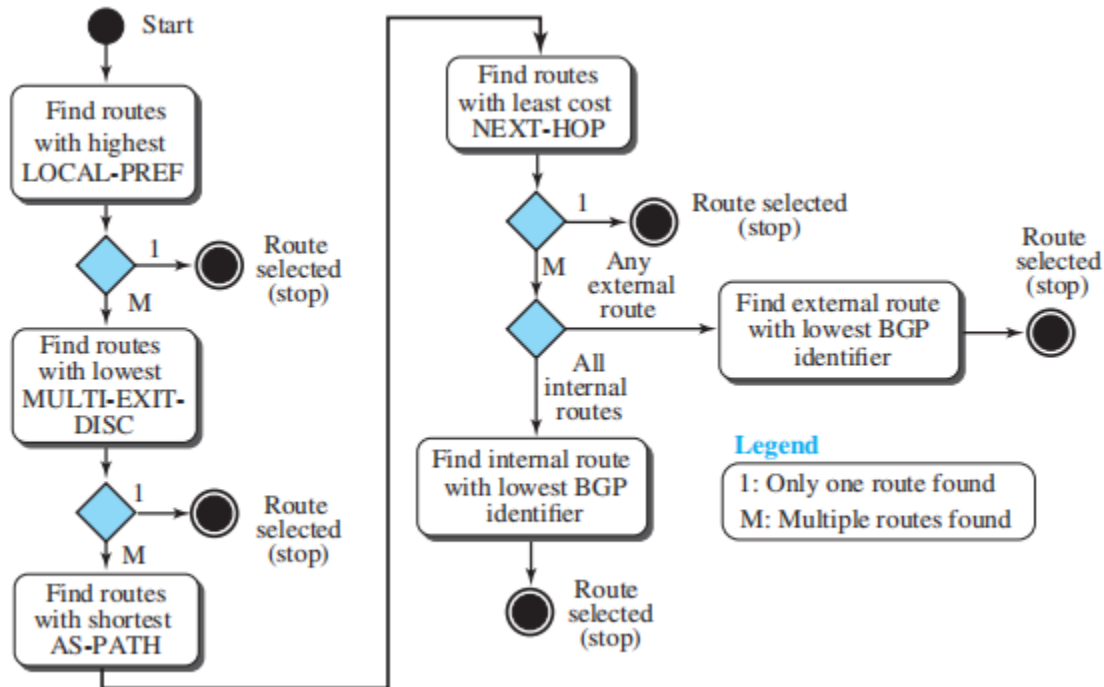 Start
Find routes
with highest
LOCAL-PREF
1
Route
selected
(stop)
M
Find routes
with lowest
MULTI-EXIT-
DISC
1
Route
selected
(stop)
M
Find routes
with shortest
AS-PATH
Find routes
with least cost
NEXT-HOP
1
Route selected
(stop)
M
Any
external
route
Find external route
with lowest BGP
identifier
Route
selected
(stop)
All
internal
routes
Find internal route
with lowest BGP
identifier
Route
selected
(stop)
Legend
1: Only one route found
M: Multiple routes found